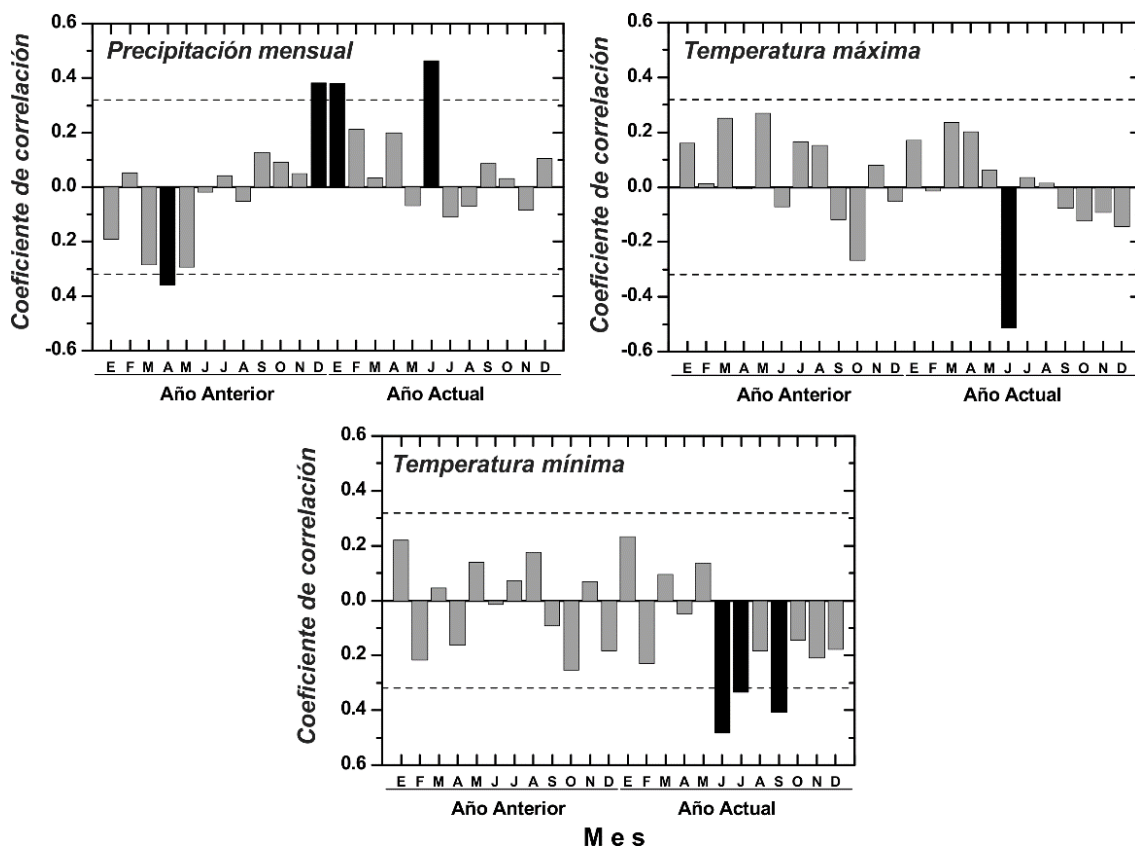 Precipitación mensual
Coeficiente de correlación
0.6
0.4
0.2
0.0
0.2
0.4
-0.6
E F M A M J J A S O N D E F M A M J J A S O N D
Año Anterior Año Actual
Temperatura máxima
Coeficiente de correlación
0.6
0.4
0.2
0.0
-0.2
-0.4
-0.6
E F M A M J J A S O N D E F M A M J J A S O N D
Año Anterior Año Actual
Temperatura mínima
Coeficiente de correlación
0.6
0.4
0.2
0.0
0.2
0.4
0.6
E F M A M J J A S O N D E F M A M J J A S O N D
Año Anterior Año Actual
M e s